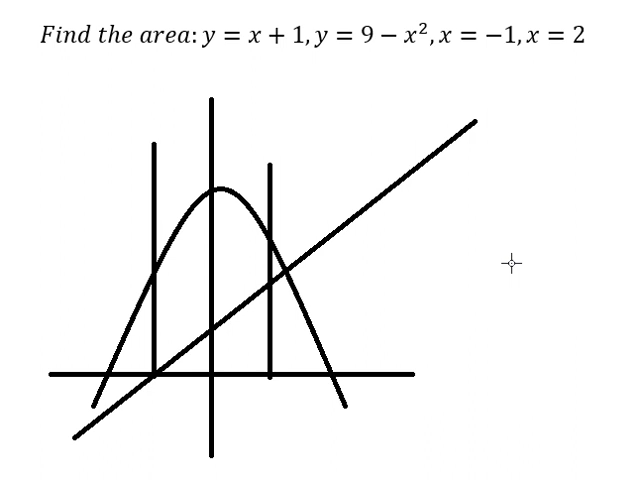 Find the area: y = x + 1, y = 9 − x², x = −1, x = 2